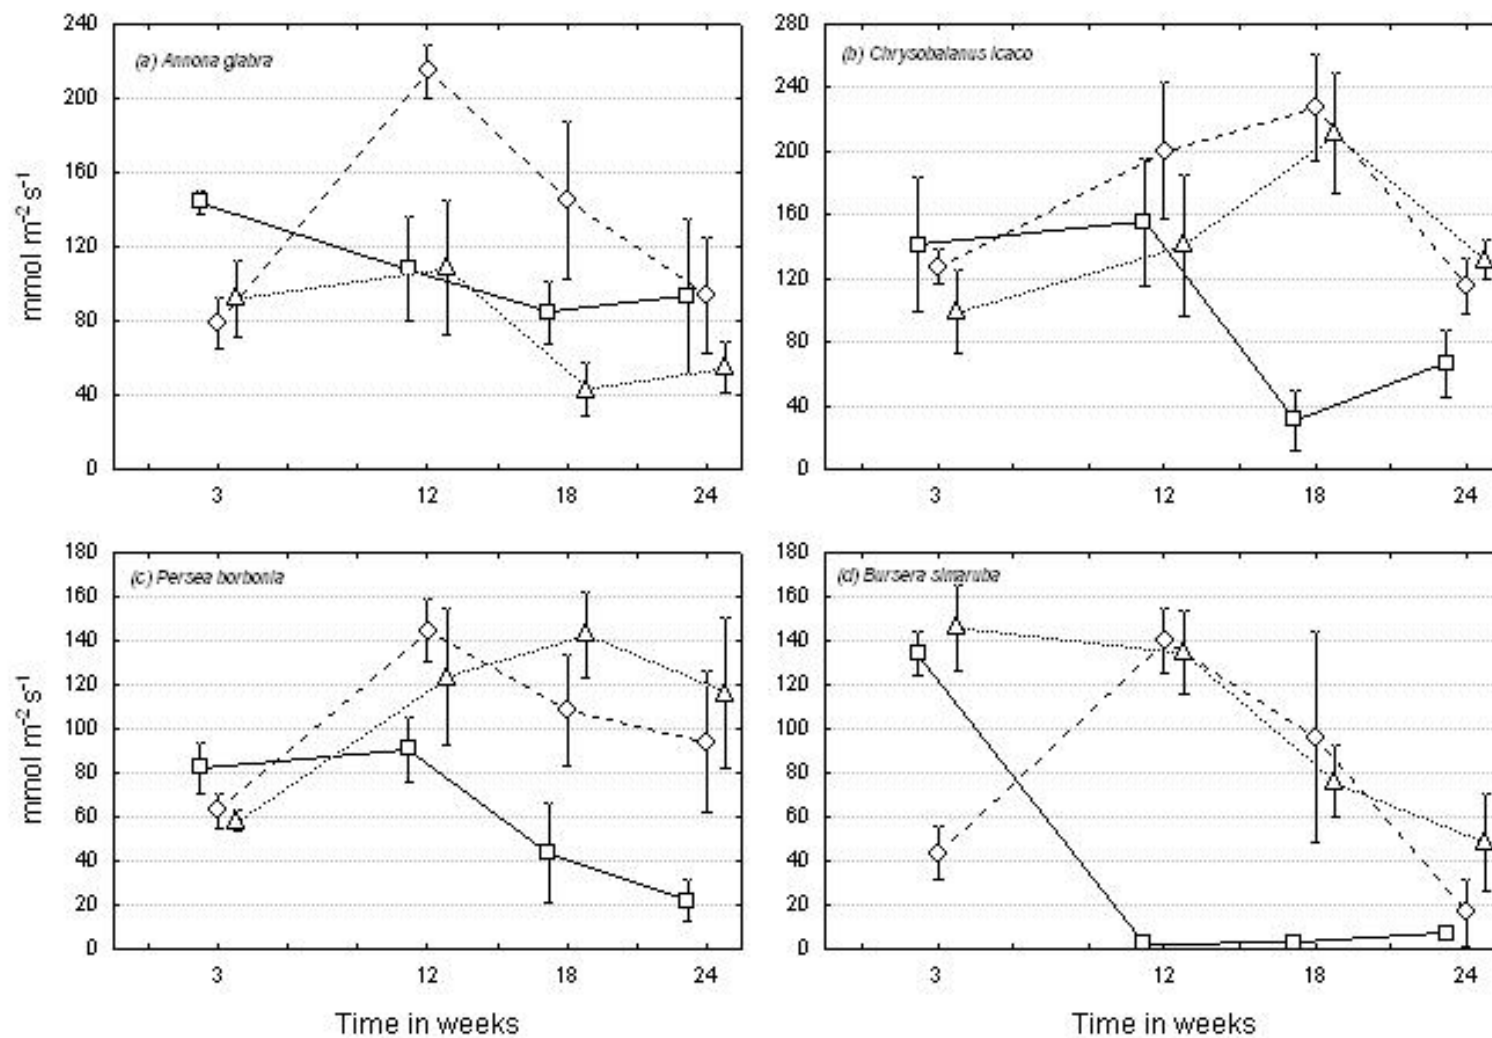 240
200
160
120
80
40
0
mmol m⁻² s⁻¹
(a) Annona glabra
3 12 18 24
280
240
200
160
120
80
40
0
(b) Chrysobalanus icaco
3 12 18 24
180
160
140
120
100
80
60
40
20
0
mmol m⁻² s⁻¹
(c) Persea borbonia
3 12 18 24
Time in weeks
180
160
140
120
100
80
60
40
20
0
(d) Bursera simaruba
3 12 18 24
Time in weeks